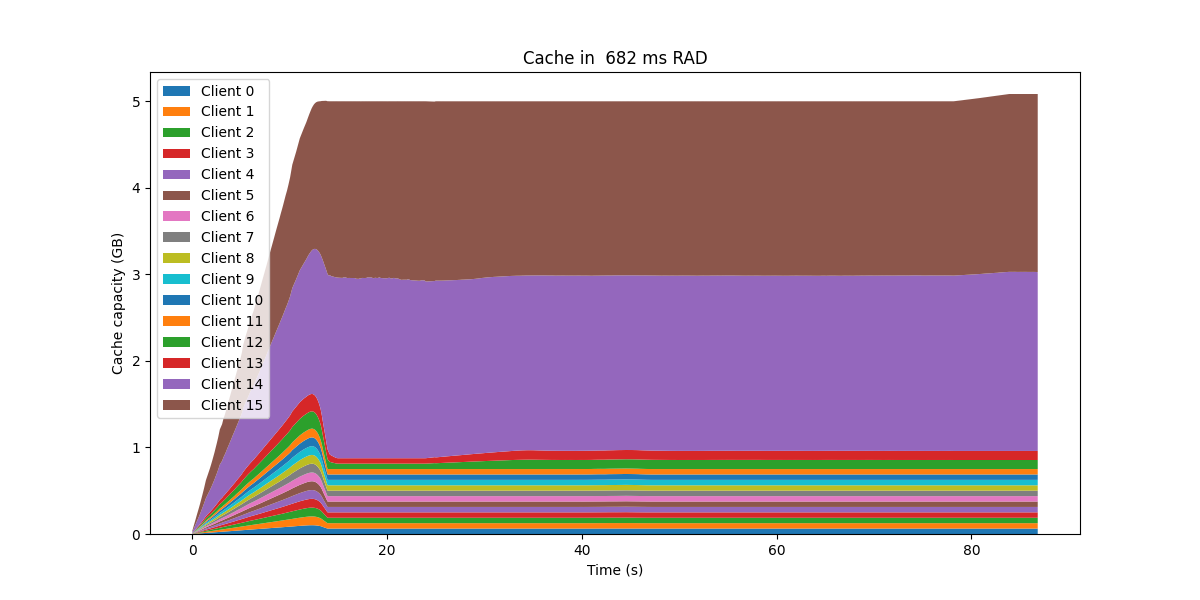 Cache in  682 ms RAD
Client 0
Client 1
Client 2
Client 3
Client 4
Client 5
Client 6
Client 7
Client 8
Client 9
Client 10
Client 11
Client 12
Client 13
Client 14
Client 15
Cache capacity (GB)
5
4
3
2
1
0
0 20 40 60 80
Time (s)